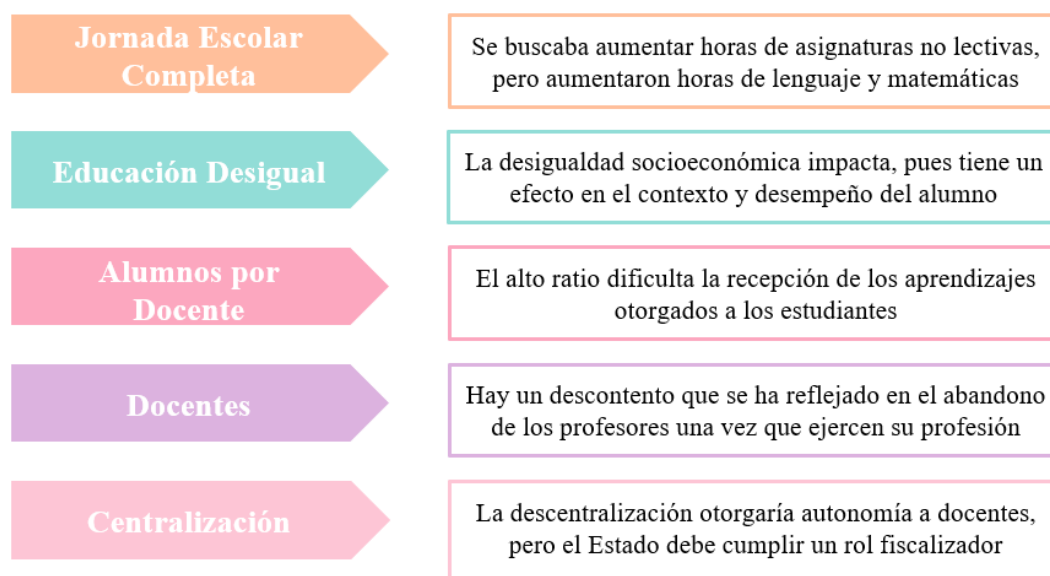 Jornada Escolar
Completa
Se buscaba aumentar horas de asignaturas no lectivas,
pero aumentaron horas de lenguaje y matemáticas
Educación Desigual
La desigualdad socioeconómica impacta, pues tiene un
efecto en el contexto y desempeño del alumno
Alumnos por
Docente
El alto ratio dificulta la recepción de los aprendizajes
otorgados a los estudiantes
Docentes
Hay un descontento que se ha reflejado en el abandono
de los profesores una vez que ejercen su profesión
Centralización
La descentralización otorgaría autonomía a docentes,
pero el Estado debe cumplir un rol fiscalizador